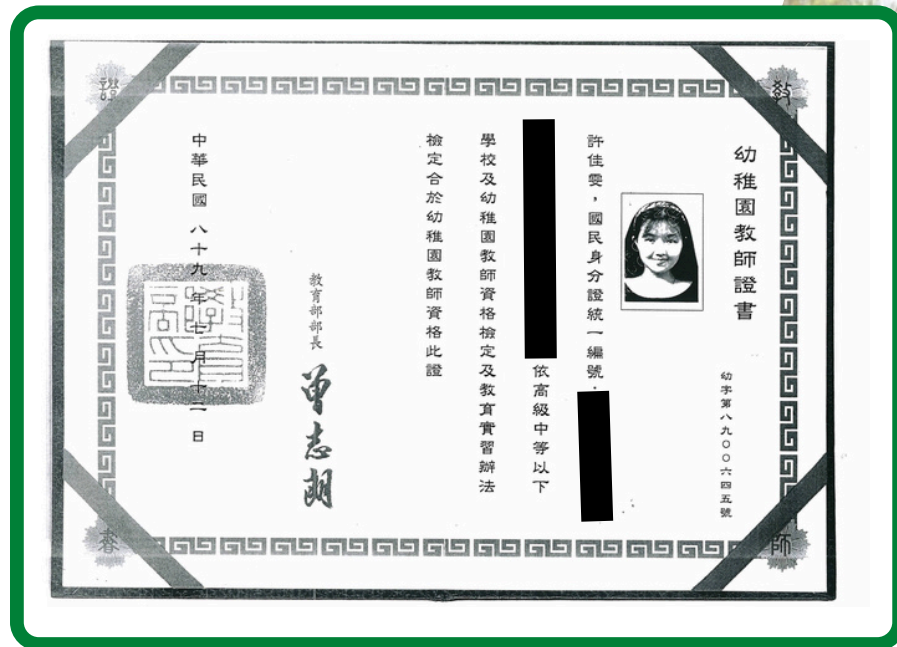 幼稚園教師證書
幼字第八九〇〇六四五號
許佳雯,國民身分證統一編號.
依高級中等以下
學校及幼稚園教師資格檢定及教育實習辦法
檢定合於幼稚園教師資格此證
教育部部長
曾志朗
中華民國八十九年七月十二日
教
師
證
書